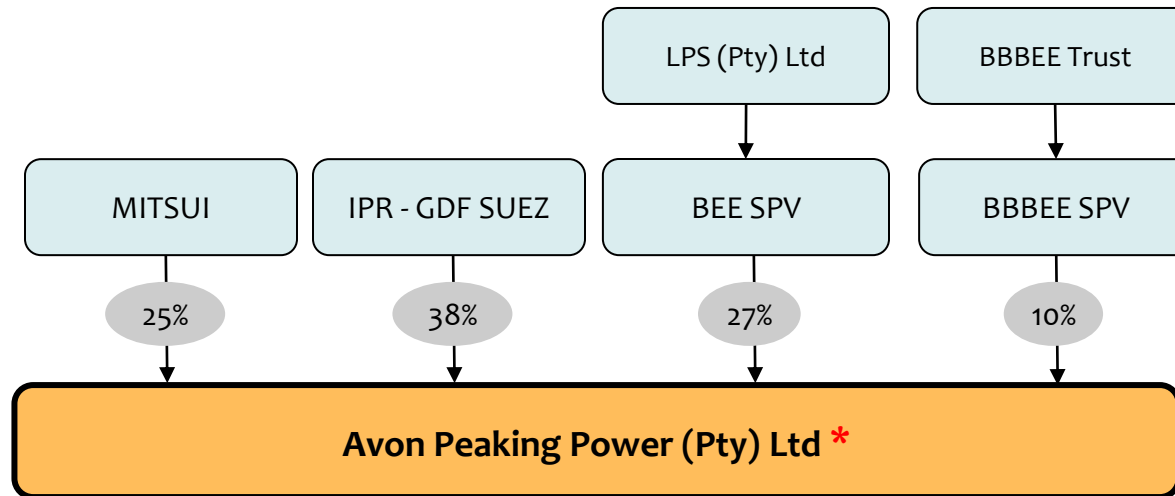 LPS (Pty) Ltd
BBBEE Trust
MITSUI
IPR - GDF SUEZ
BEE SPV
BBBEE SPV
25%
38%
27%
10%
Avon Peaking Power (Pty) Ltd *